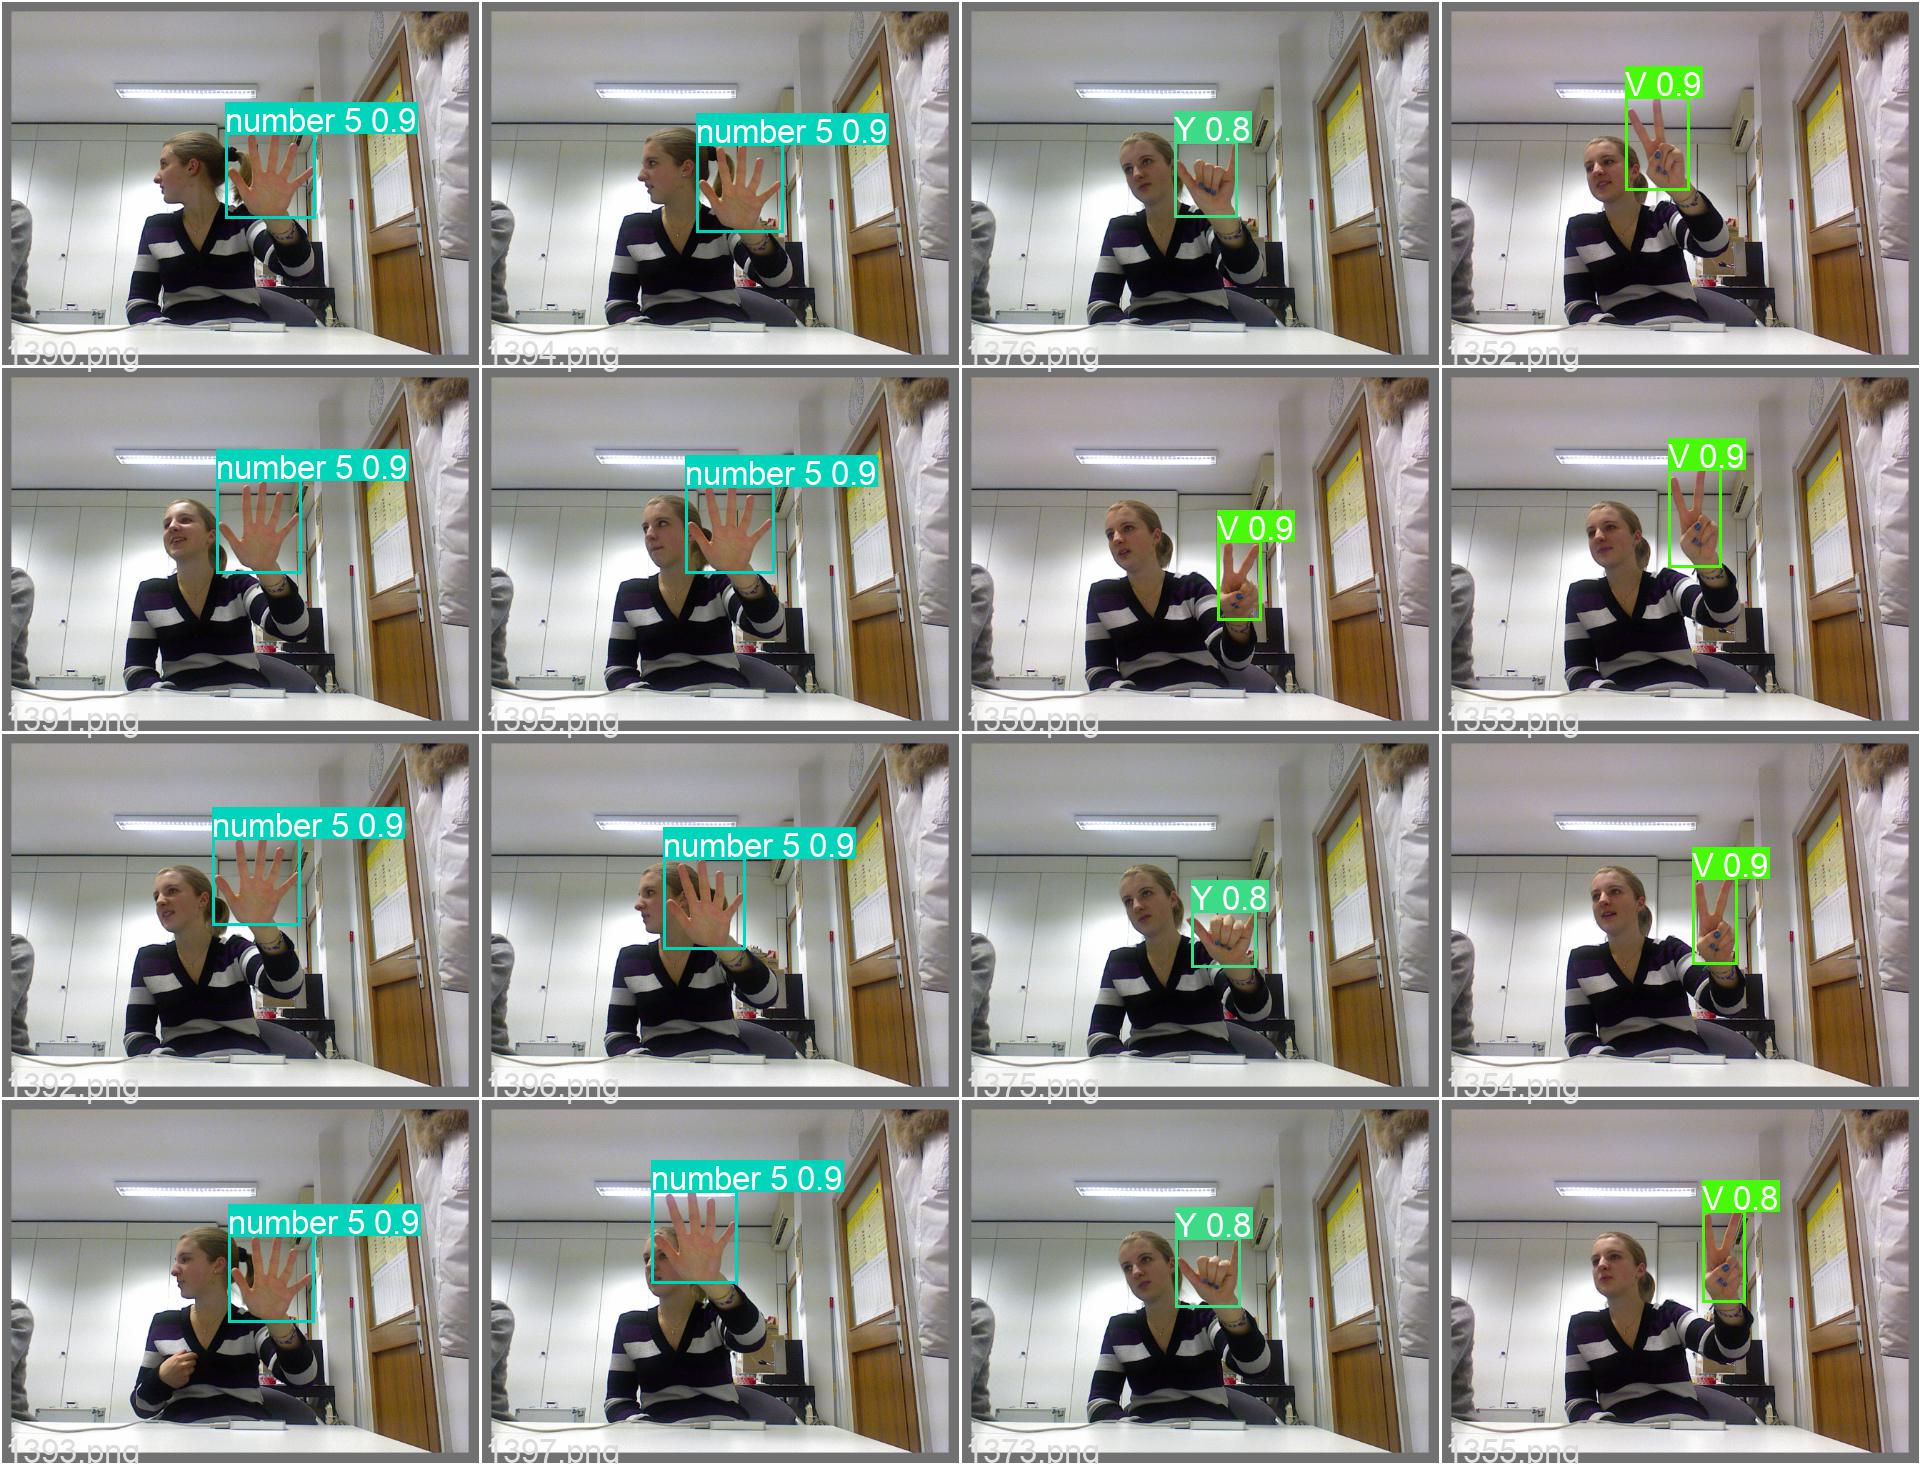 number 5 0.9
1390.png
number 5 0.9
1394.png
Y 0.8
1376.png
V 0.9
1352.png
number 5 0.9
1391.png
number 5 0.9
1395.png
V 0.9
1350.png
V 0.9
1353.png
number 5 0.9
1392.png
number 5 0.9
1396.png
Y 0.8
1375.png
V 0.9
1354.png
number 5 0.9
1393.png
number 5 0.9
1397.png
Y 0.8
1373.png
V 0.8
1355.png